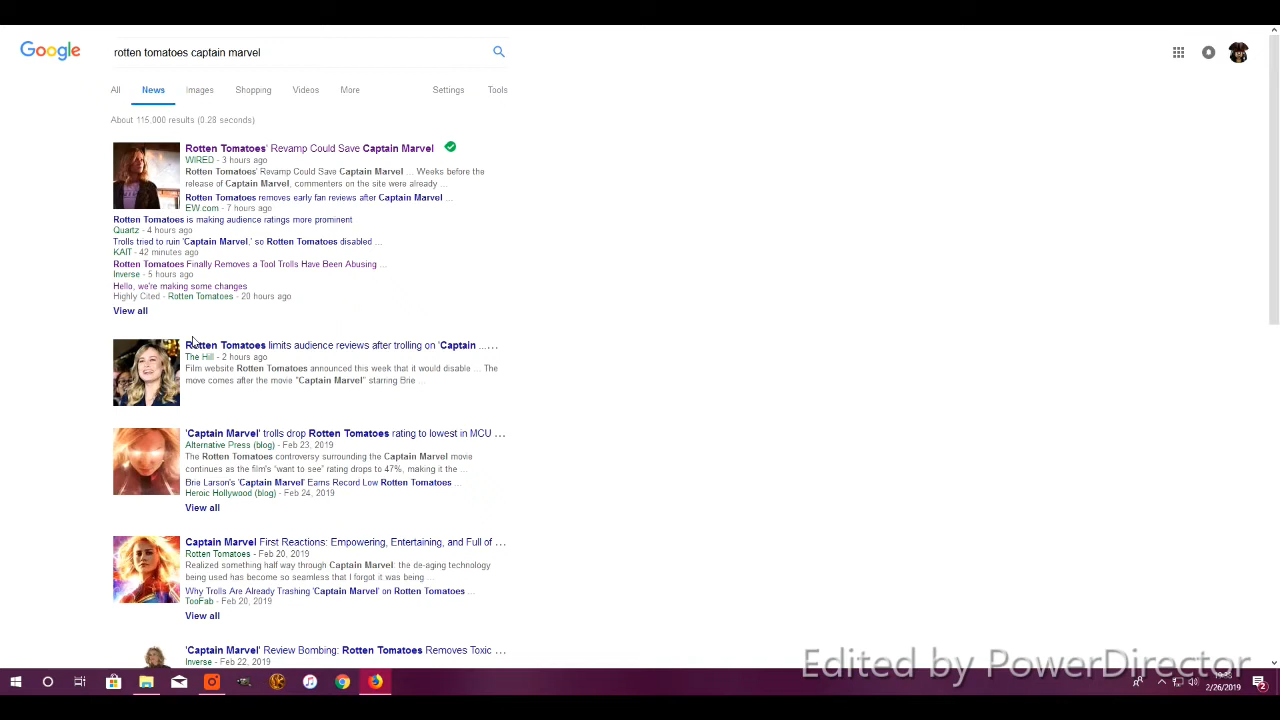 Google
rotten tomatoes captain marvel
All News Images Shopping Videos More Settings Tools
About 115,000 results (0.28 seconds)
Rotten Tomatoes' Revamp Could Save Captain Marvel
WIRED - 3 hours ago
Rotten Tomatoes' Revamp Could Save Captain Marvel ... Weeks before the
release of Captain Marvel, commenters on the site were already ...
Rotten Tomatoes removes early fan reviews after Captain Marvel ...
EW.com - 7 hours ago
Rotten Tomatoes is making audience ratings more prominent
Quartz - 4 hours ago
Trolls tried to ruin 'Captain Marvel,' so Rotten Tomatoes disabled ...
KAIT - 42 minutes ago
Rotten Tomatoes Finally Removes a Tool Trolls Have Been Abusing ...
Inverse - 5 hours ago
Hello, we're making some changes
Highly Cited - Rotten Tomatoes - 20 hours ago
View all
Rotten Tomatoes limits audience reviews after trolling on 'Captain ...
The Hill - 2 hours ago
Film website Rotten Tomatoes announced this week that it would disable ... The
move comes after the movie "Captain Marvel" starring Brie ...
'Captain Marvel' trolls drop Rotten Tomatoes rating to lowest in MCU ...
Alternative Press (blog) - Feb 23, 2019
The Rotten Tomatoes controversy surrounding the Captain Marvel movie
continues as the film's "want to see" rating drops to 47%, making it the ...
Brie Larson's 'Captain Marvel' Earns Record Low Rotten Tomatoes ...
Heroic Hollywood (blog) - Feb 24, 2019
View all
Captain Marvel First Reactions: Empowering, Entertaining, and Full of ...
Rotten Tomatoes - Feb 20, 2019
Realized something half way through Captain Marvel: the de-aging technology
being used has become so seamless that I forgot it was being ...
Why Trolls Are Already Trashing 'Captain Marvel' on Rotten Tomatoes ...
TooFab - Feb 20, 2019
View all
'Captain Marvel' Review Bombing: Rotten Tomatoes Removes Toxic ...
Inverse - Feb 22, 2019
Edited by PowerDirector
2/26/2019
2